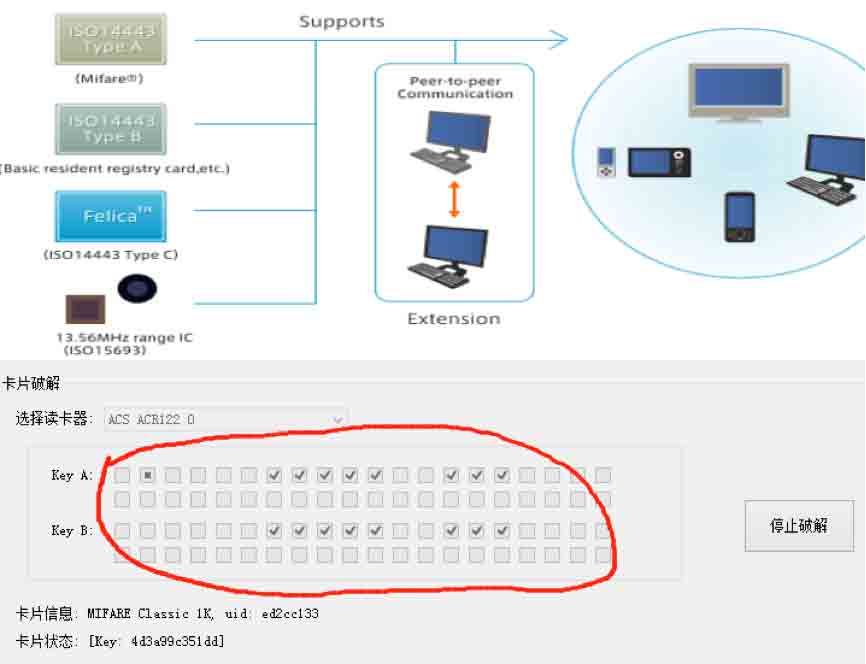 Supports
ISO14443
Type A
(Mifare®)
Peer-to-peer
Communication
ISO14443
Type B
(Basic resident registry card,etc.)
Felica™
(ISO14443 Type C)
13.56MHz range IC
(ISO15693)
Extension
卡片破解
选择读卡器: ACS ACR122 0
Key A:
Key B:
停止破解
卡片信息: MIFARE Classic 1K, uid: ed2cc133
卡片状态: [Key: 4d3a99c351dd]